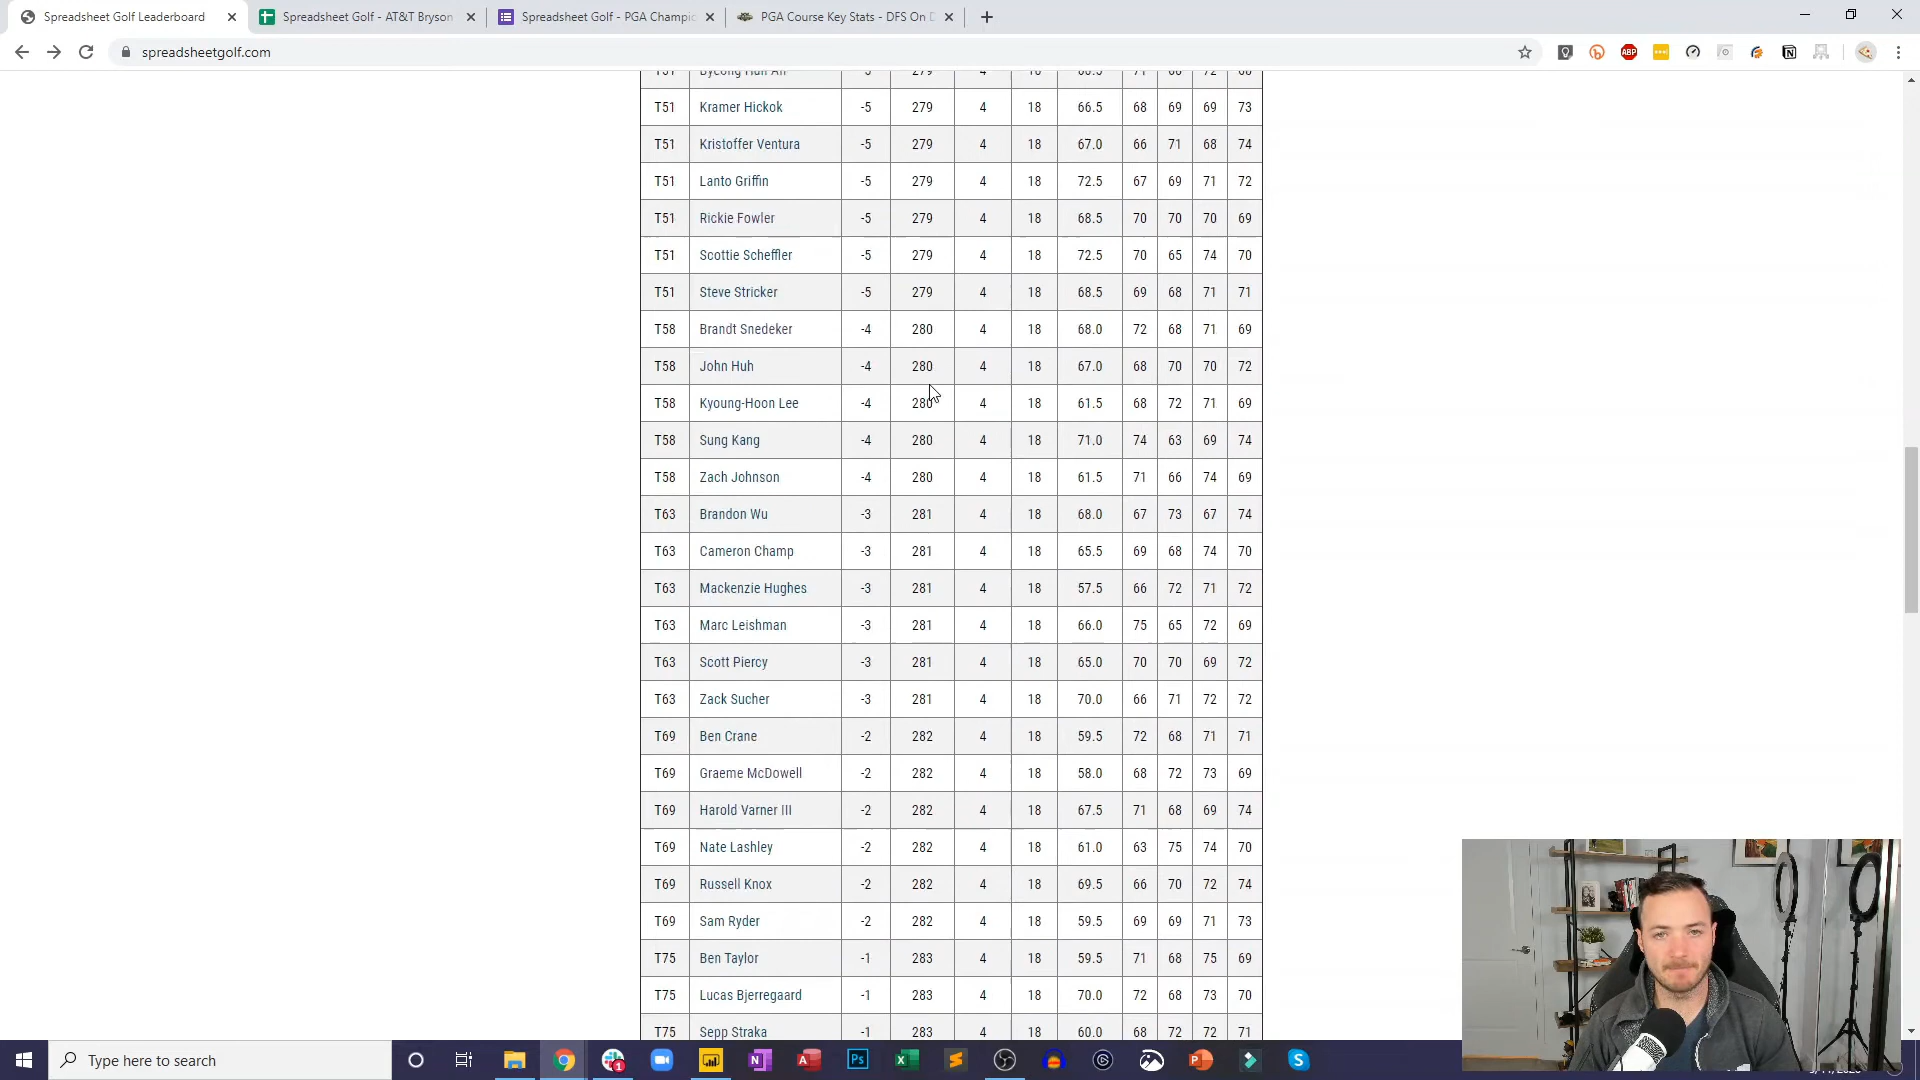 Spreadsheet Golf Leaderboard
Spreadsheet Golf - AT&T Bryson
Spreadsheet Golf - PGA Champi
PGA Course Key Stats - DFS On D
spreadsheetgolf.com
T51 Byeong Hun An -5 279 4 18 68.5 71 68 72 68
T51 Kramer Hickok -5 279 4 18 66.5 68 69 69 73
T51 Kristoffer Ventura -5 279 4 18 67.0 66 71 68 74
T51 Lanto Griffin -5 279 4 18 72.5 67 69 71 72
T51 Rickie Fowler -5 279 4 18 68.5 70 70 70 69
T51 Scottie Scheffler -5 279 4 18 72.5 70 65 74 70
T51 Steve Stricker -5 279 4 18 68.5 69 68 71 71
T58 Brandt Snedeker -4 280 4 18 68.0 72 68 71 69
T58 John Huh -4 280 4 18 67.0 68 70 70 72
T58 Kyoung-Hoon Lee -4 280 4 18 61.5 68 72 71 69
T58 Sung Kang -4 280 4 18 71.0 74 63 69 74
T58 Zach Johnson -4 280 4 18 61.5 71 66 74 69
T63 Brandon Wu -3 281 4 18 68.0 67 73 67 74
T63 Cameron Champ -3 281 4 18 65.5 69 68 74 70
T63 Mackenzie Hughes -3 281 4 18 57.5 66 72 71 72
T63 Marc Leishman -3 281 4 18 66.0 75 65 72 69
T63 Scott Piercy -3 281 4 18 65.0 70 70 69 72
T63 Zack Sucher -3 281 4 18 70.0 66 71 72 72
T69 Ben Crane -2 282 4 18 59.5 72 68 71 71
T69 Graeme McDowell -2 282 4 18 58.0 68 72 73 69
T69 Harold Varner III -2 282 4 18 67.5 71 68 69 74
T69 Nate Lashley -2 282 4 18 61.0 63 75 74 70
T69 Russell Knox -2 282 4 18 69.5 66 70 72 74
T69 Sam Ryder -2 282 4 18 59.5 69 69 71 73
T75 Ben Taylor -1 283 4 18 59.5 71 68 75 69
T75 Lucas Bjerregaard -1 283 4 18 70.0 72 68 73 70
T75 Sepp Straka -1 283 4 18 60.0 68 72 72 71
Type here to search